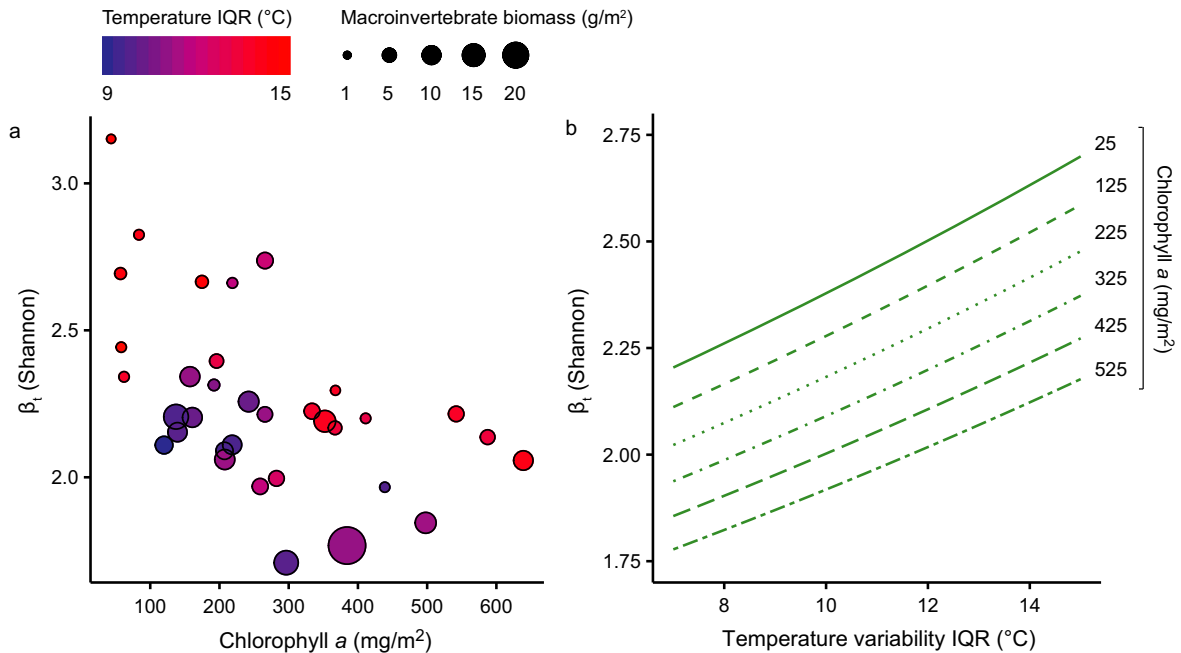 Temperature IQR (°C)
9 15
Macroinvertebrate biomass (g/m²)
1 5 10 15 20
a
βt (Shannon)
3.0
2.5
2.0
100 200 300 400 500 600
Chlorophyll a (mg/m²)
b
βt (Shannon)
2.75
2.50
2.25
2.00
1.75
8 10 12 14
Temperature variability IQR (°C)
25
125
225
325
425
525
Chlorophyll a (mg/m²)